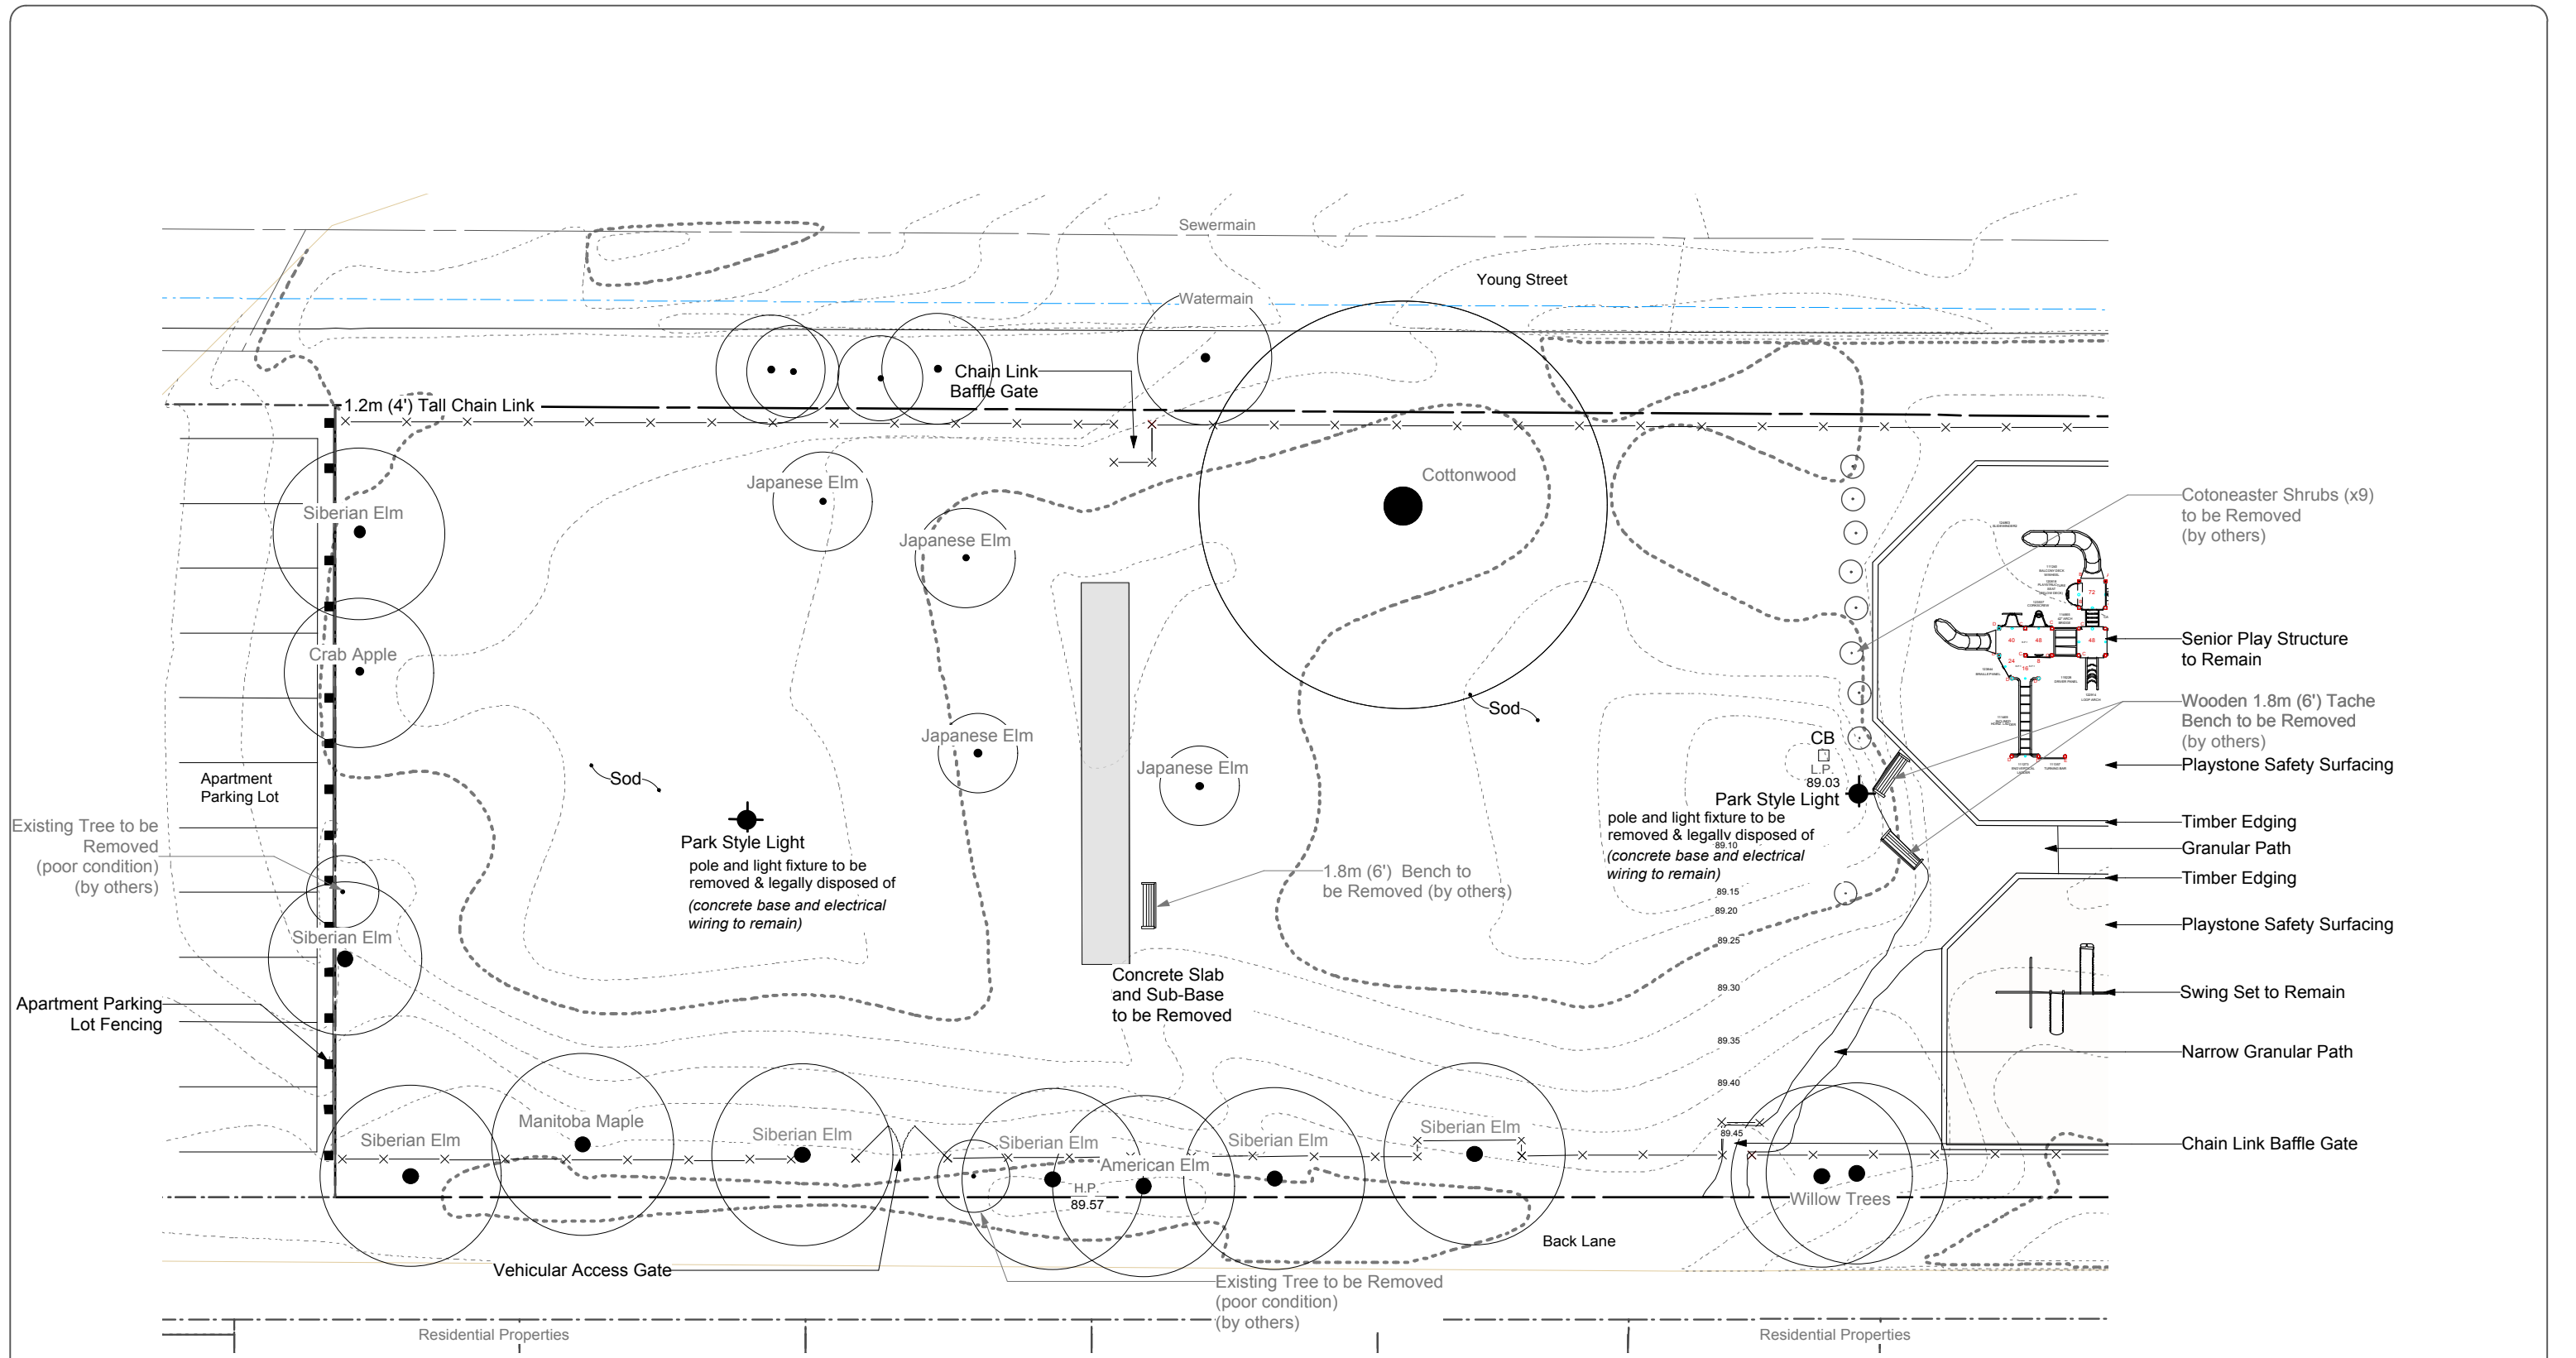 Sewermain
Young Street
Watermain
Chain Link
Baffle Gate
1.2m (4') Tall Chain Link
Japanese Elm
Cottonwood
Siberian Elm
Japanese Elm
Cotoneaster Shrubs (x9)
to be Removed
(by others)
Crab Apple
72
40
48
48
24
16
8
Senior Play Structure
to Remain
Sod
Wooden 1.8m (6') Tache
Bench to be Removed
(by others)
Japanese Elm
Japanese Elm
CB
L.P.
89.03
Playstone Safety Surfacing
Apartment
Parking Lot
Sod
Park Style Light
pole and light fixture to be
removed & legally disposed of
(concrete base and electrical
wiring to remain)
Park Style Light
pole and light fixture to be
removed & legally disposed of
(concrete base and electrical
wiring to remain)
Existing Tree to be
Removed
(poor condition)
(by others)
Timber Edging
Granular Path
Timber Edging
1.8m (6') Bench to
be Removed (by others)
89.10
89.15
89.20
89.25
89.30
89.35
89.40
89.45
Playstone Safety Surfacing
Siberian Elm
Concrete Slab
and Sub-Base
to be Removed
Swing Set to Remain
Apartment Parking
Lot Fencing
Narrow Granular Path
Siberian Elm
Manitoba Maple
Siberian Elm
Siberian Elm
American Elm
Siberian Elm
Siberian Elm
Chain Link Baffle Gate
H.P.
89.57
Willow Trees
Back Lane
Vehicular Access Gate
Existing Tree to be Removed
(poor condition)
(by others)
Residential Properties
Residential Properties